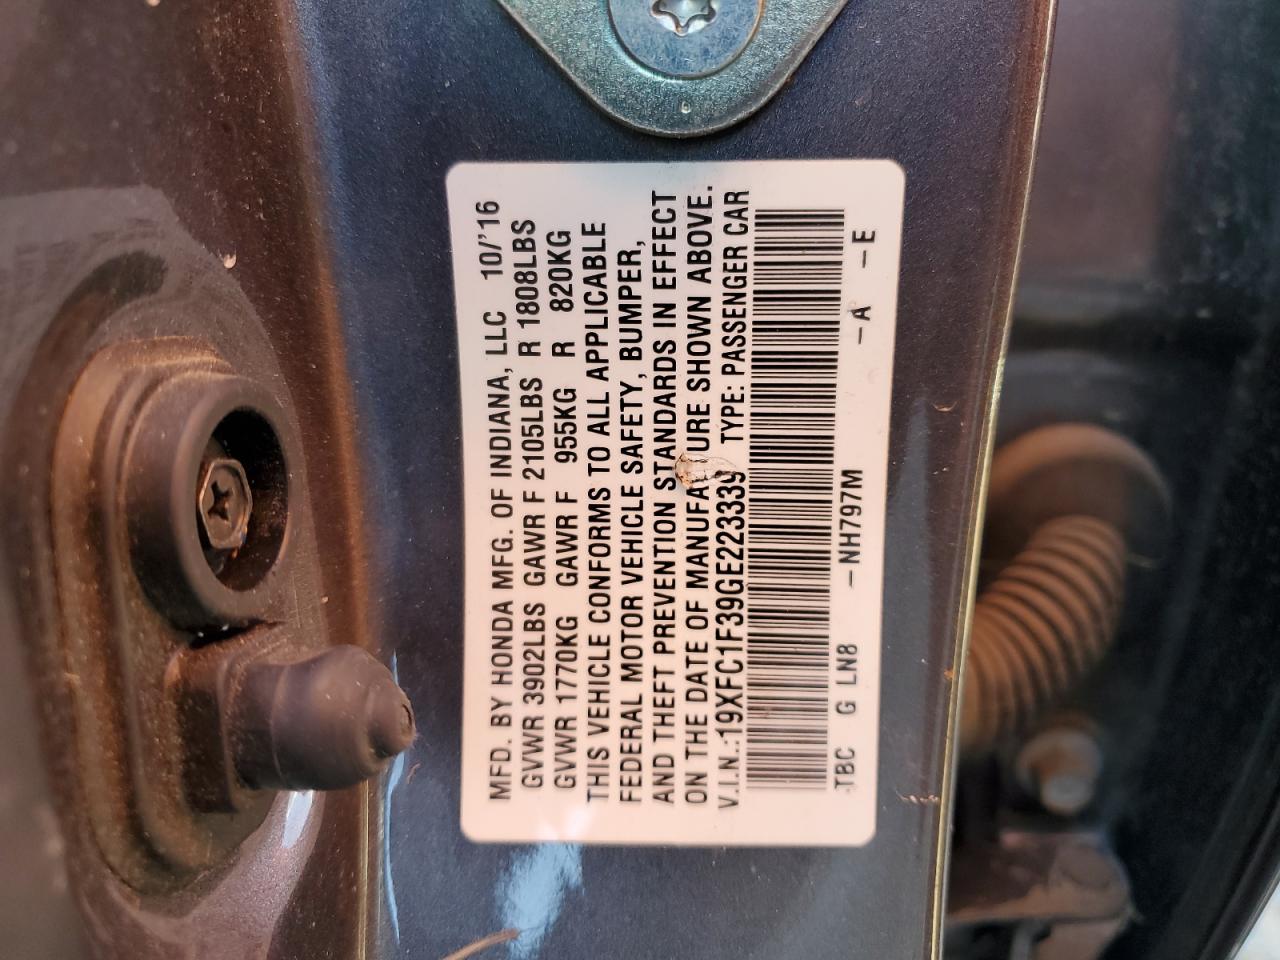 MFD. BY HONDA MFG. OF INDIANA, LLC 10/'16
GVWR 3902LBS GAWR F 2105LBS R 1808LBS
GVWR 1770KG GAWR F 955KG R 820KG
THIS VEHICLE CONFORMS TO ALL APPLICABLE
FEDERAL MOTOR VEHICLE SAFETY, BUMPER,
AND THEFT PREVENTION STANDARDS IN EFFECT
ON THE DATE OF MANUFA URE SHOWN ABOVE.
V.I.N.:19XFC1F39GE223339 TYPE: PASSENGER CAR
TBC G LN8 –NH797M –A –E